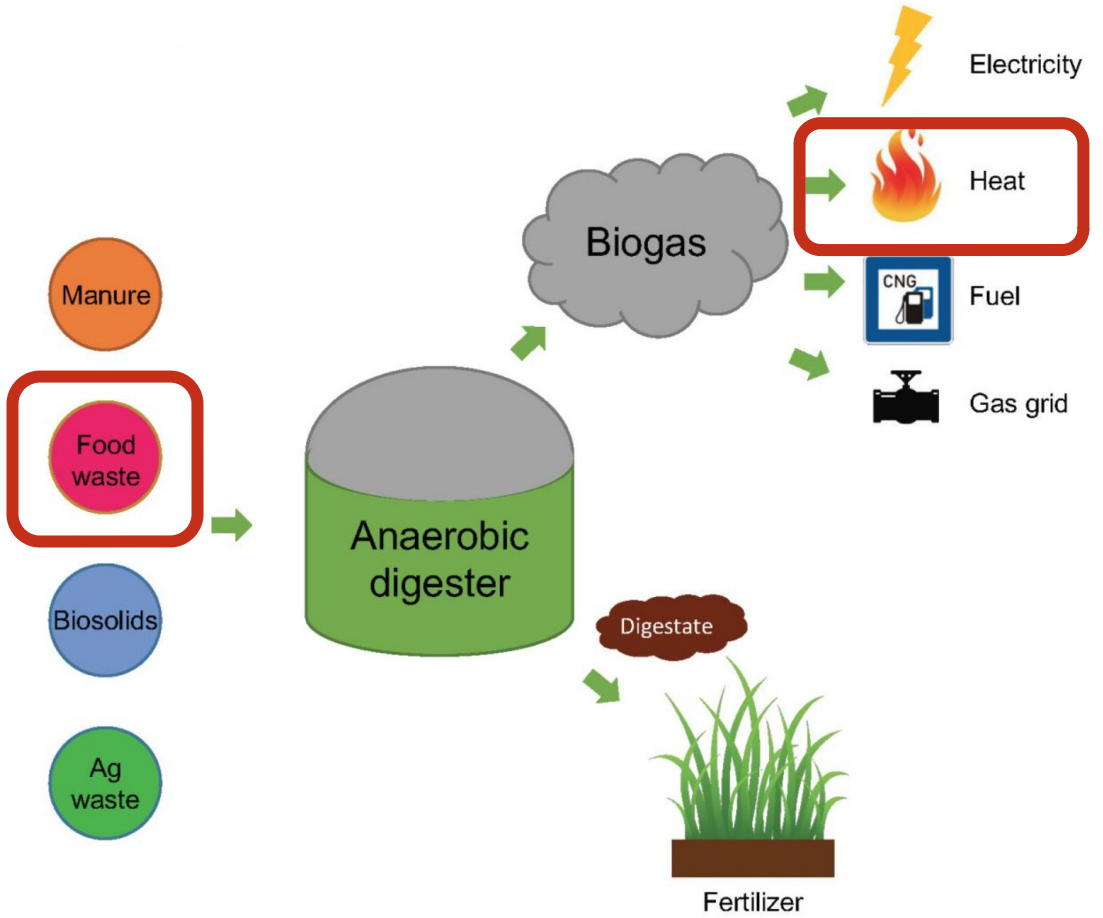 Electricity
Heat
Biogas
CNG
Fuel
Gas grid
Manure
Food
waste
Anaerobic
digester
Biosolids
Digestate
Ag
waste
Fertilizer